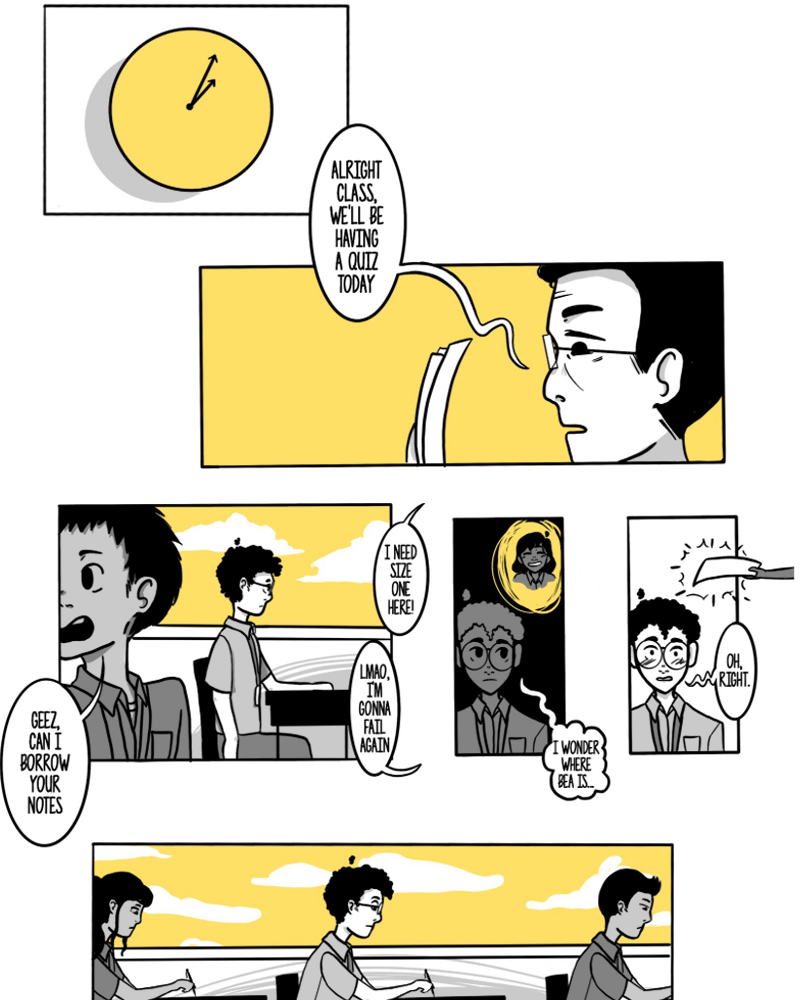 ALRIGHT
CLASS,
WE'LL BE
HAVING
A QUIZ
TODAY
I NEED
SIZE
ONE
HERE!
LMAO,
I'M
GONNA
FAIL
AGAIN
GEEZ,
CAN I
BORROW
YOUR
NOTES
I WONDER
WHERE
BEA IS...
OH,
RIGHT.